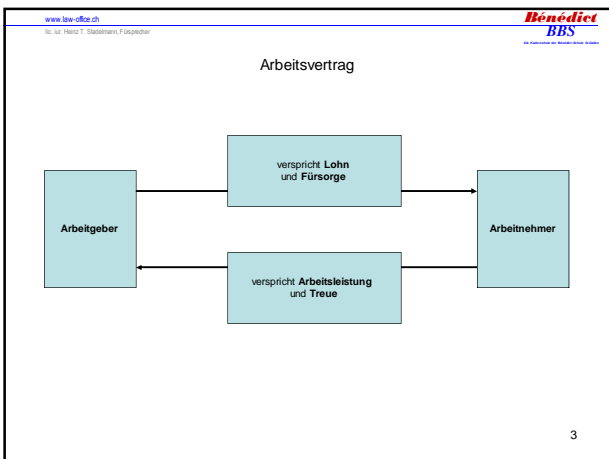 www.law-office.ch
lic. iur. Heinz T. Stadelmann, Fürsprecher
Bénédict
BBS
Arbeitsvertrag
verspricht Lohn
und Fürsorge
Arbeitgeber
Arbeitnehmer
verspricht Arbeitsleistung
und Treue
3